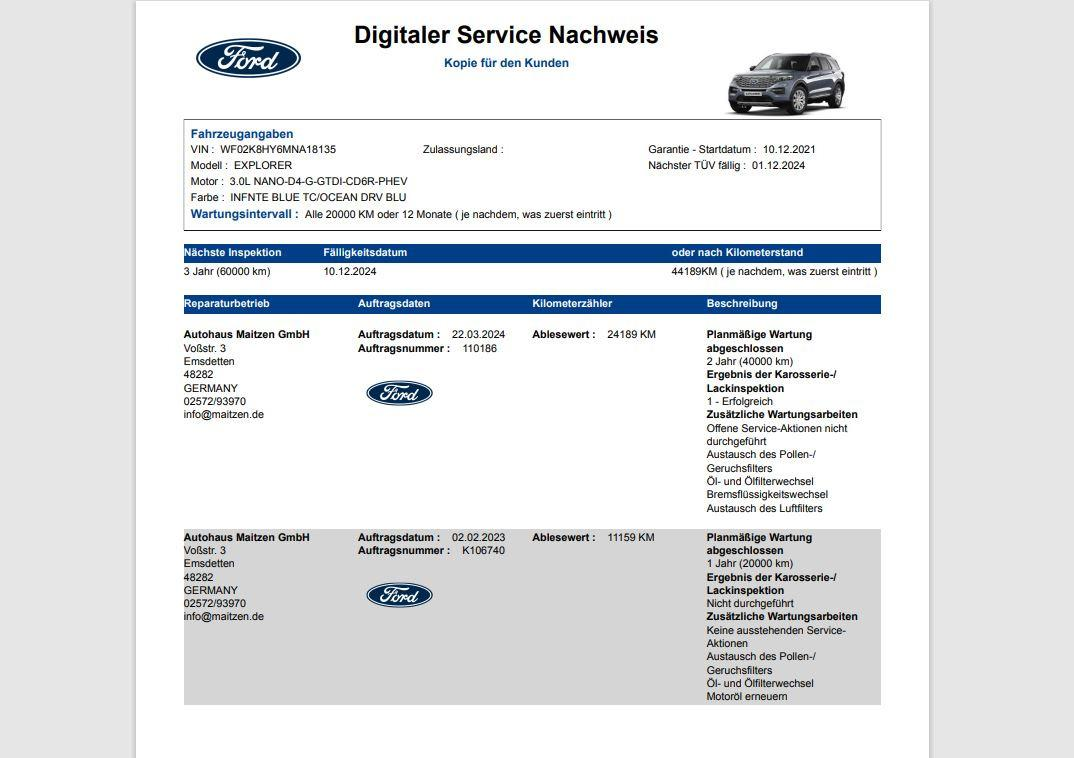 Digitaler Service Nachweis
Ford
Kopie für den Kunden
Fahrzeugangaben
VIN : WF02K8HY6MNA18135 Zulassungsland : Garantie - Startdatum : 10.12.2021
Modell : EXPLORER Nächster TÜV fällig : 01.12.2024
Motor : 3.0L NANO-D4-G-GTDI-CD6R-PHEV
Farbe : INFNTE BLUE TC/OCEAN DRV BLU
Wartungsintervall : Alle 20000 KM oder 12 Monate ( je nachdem, was zuerst eintritt )
Nächste Inspektion Fälligkeitsdatum oder nach Kilometerstand
3 Jahr (60000 km) 10.12.2024 44189KM ( je nachdem, was zuerst eintritt )
Reparaturbetrieb Auftragsdaten Kilometerzähler Beschreibung
Autohaus Maitzen GmbH Auftragsdatum : 22.03.2024 Ablesewert : 24189 KM Planmäßige Wartung
Voßstr. 3 Auftragsnummer : 110186 abgeschlossen
Emsdetten 2 Jahr (40000 km)
48282 Ergebnis der Karosserie-/
GERMANY Ford Lackinspektion
02572/93970 1 - Erfolgreich
info@maitzen.de Zusätzliche Wartungsarbeiten
Offene Service-Aktionen nicht
durchgeführt
Austausch des Pollen-/
Geruchsfilters
Öl- und Ölfilterwechsel
Bremsflüssigkeitswechsel
Austausch des Luftfilters
Autohaus Maitzen GmbH Auftragsdatum : 02.02.2023 Ablesewert : 11159 KM Planmäßige Wartung
Voßstr. 3 Auftragsnummer : K106740 abgeschlossen
Emsdetten 1 Jahr (20000 km)
48282 Ergebnis der Karosserie-/
GERMANY Ford Lackinspektion
02572/93970 Nicht durchgeführt
info@maitzen.de Zusätzliche Wartungsarbeiten
Keine ausstehenden Service-
Aktionen
Austausch des Pollen-/
Geruchsfilters
Öl- und Ölfilterwechsel
Motoröl erneuern